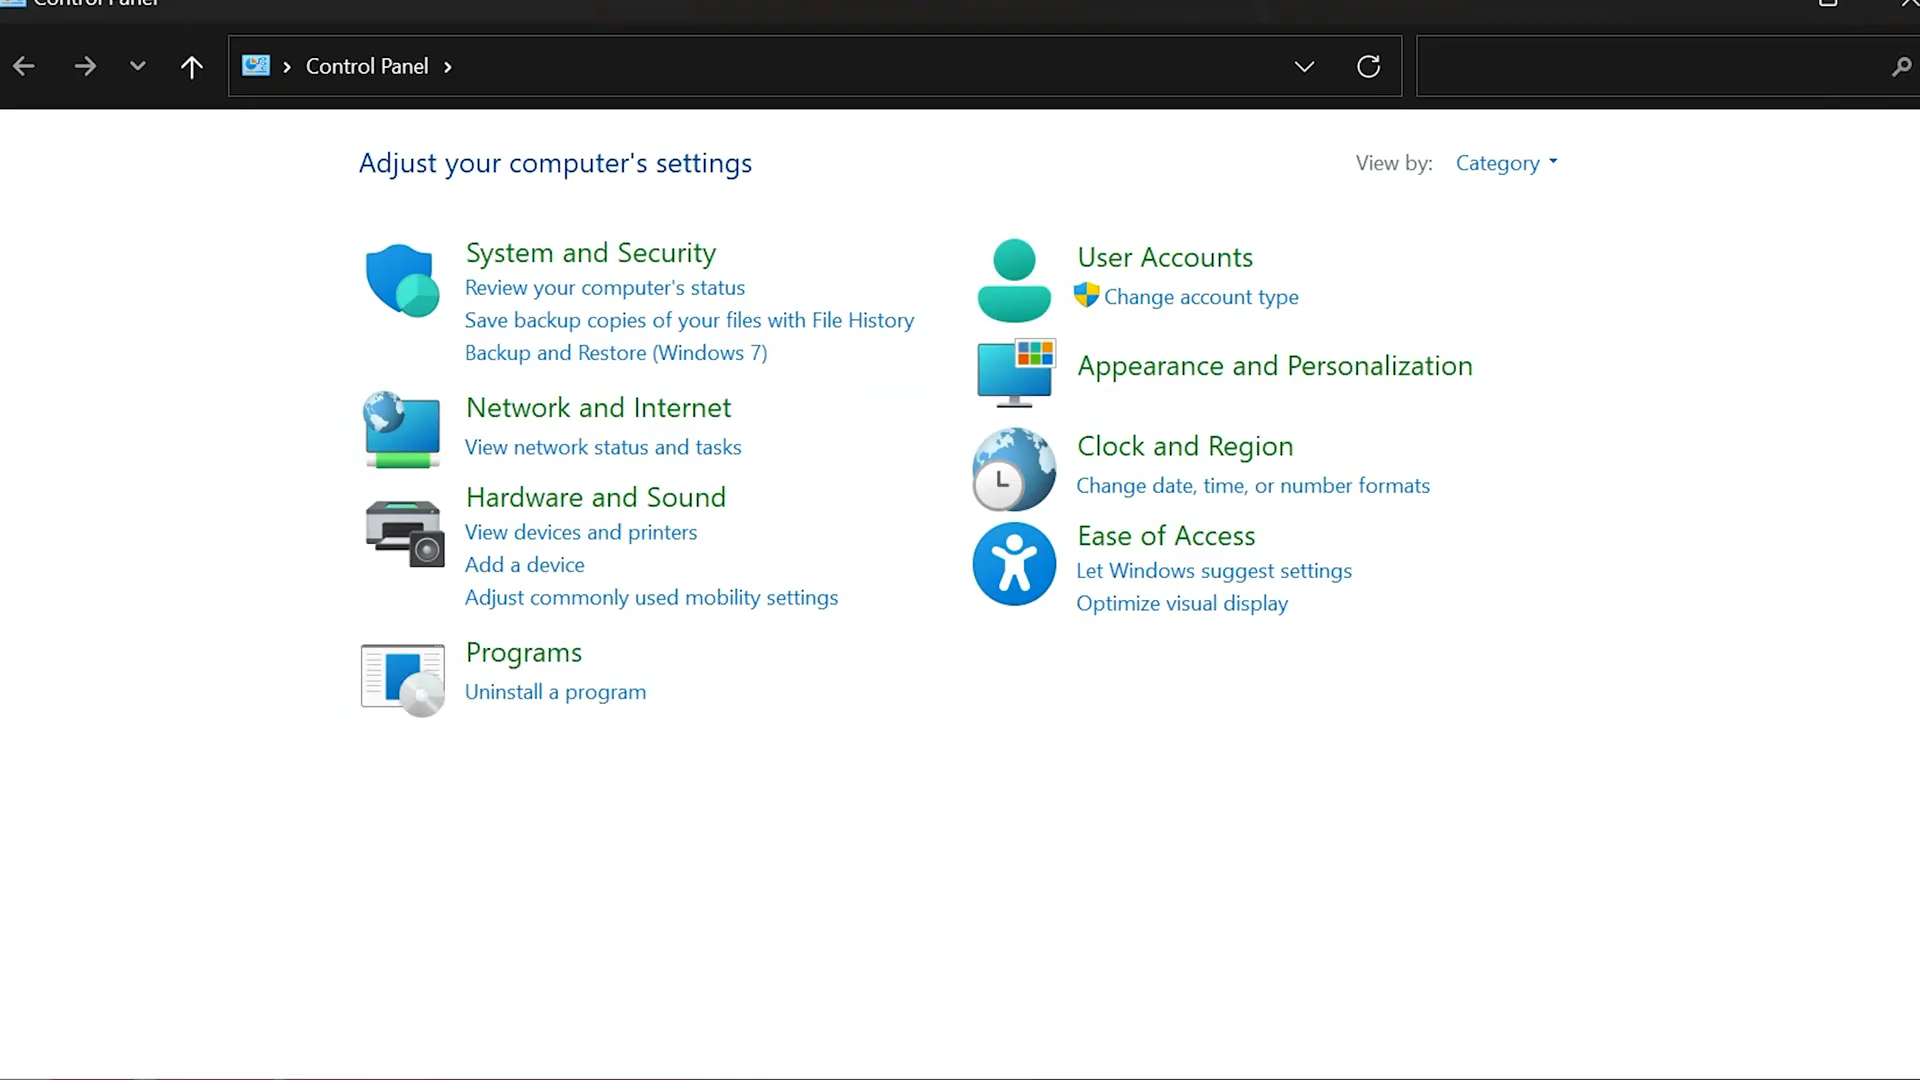 Control Panel
Control Panel
Adjust your computer's settings
View by: Category
System and Security
Review your computer's status
Save backup copies of your files with File History
Backup and Restore (Windows 7)
Network and Internet
View network status and tasks
Hardware and Sound
View devices and printers
Add a device
Adjust commonly used mobility settings
Programs
Uninstall a program
User Accounts
Change account type
Appearance and Personalization
Clock and Region
Change date, time, or number formats
Ease of Access
Let Windows suggest settings
Optimize visual display